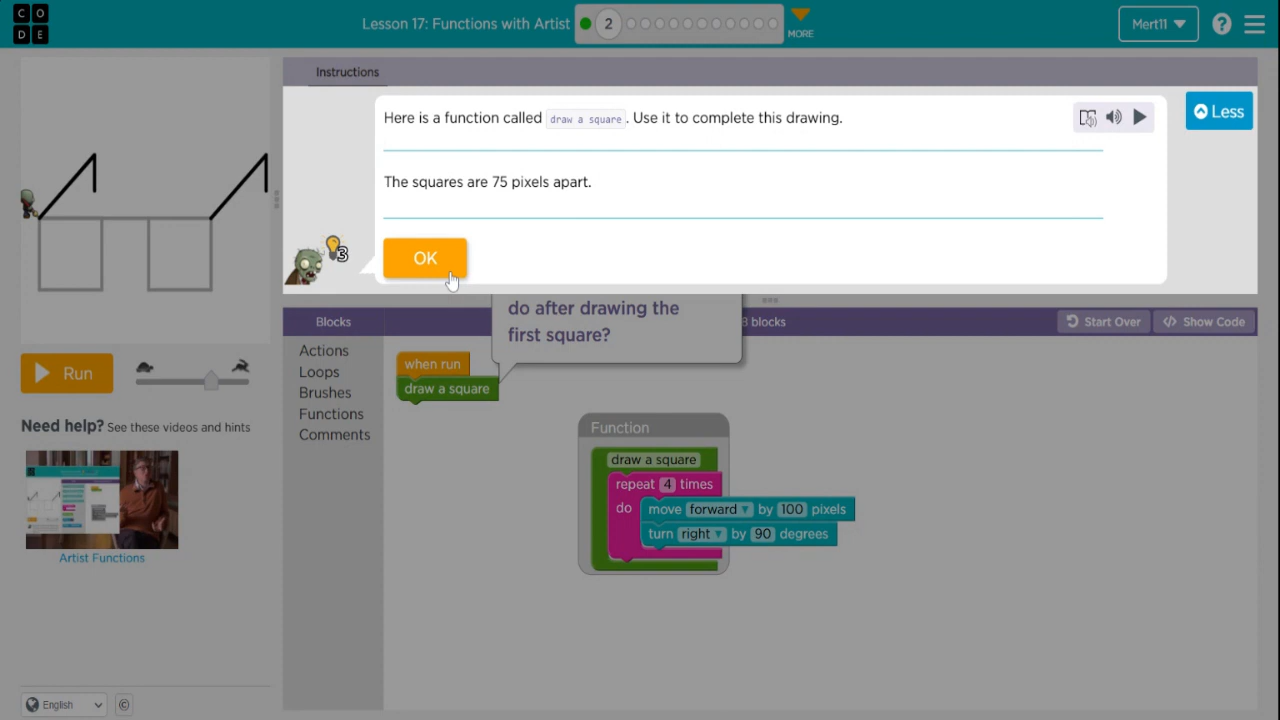 C O
D E
Lesson 17: Functions with Artist
2
MORE
Mert11
?
Instructions
Here is a function called draw a square. Use it to complete this drawing.
Less
The squares are 75 pixels apart.
3
OK
do after drawing the
first square?
Blocks
8 blocks
Start Over
Show Code
Actions
Loops
Brushes
Functions
Comments
when run
draw a square
Function
draw a square
repeat 4 times
do
move forward by 100 pixels
turn right by 90 degrees
Run
Need help? See these videos and hints
Artist Functions
English
©